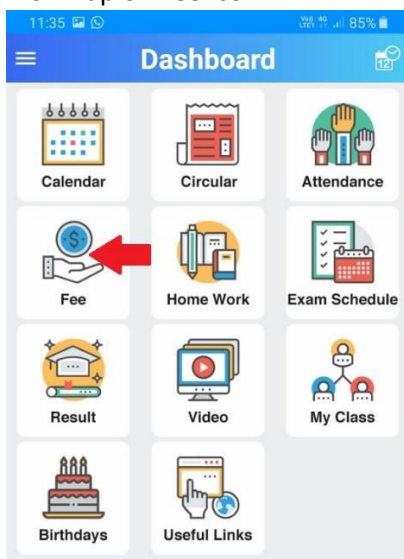 11:35 85%
Dashboard
12
Calendar Circular Attendance
Fee Home Work Exam Schedule
Result Video My Class
Birthdays Useful Links